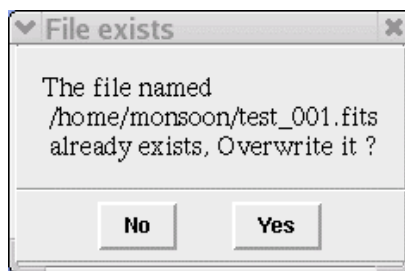 File exists
The file named
/home/monsoon/test_001.fits
already exists, Overwrite it ?
No Yes